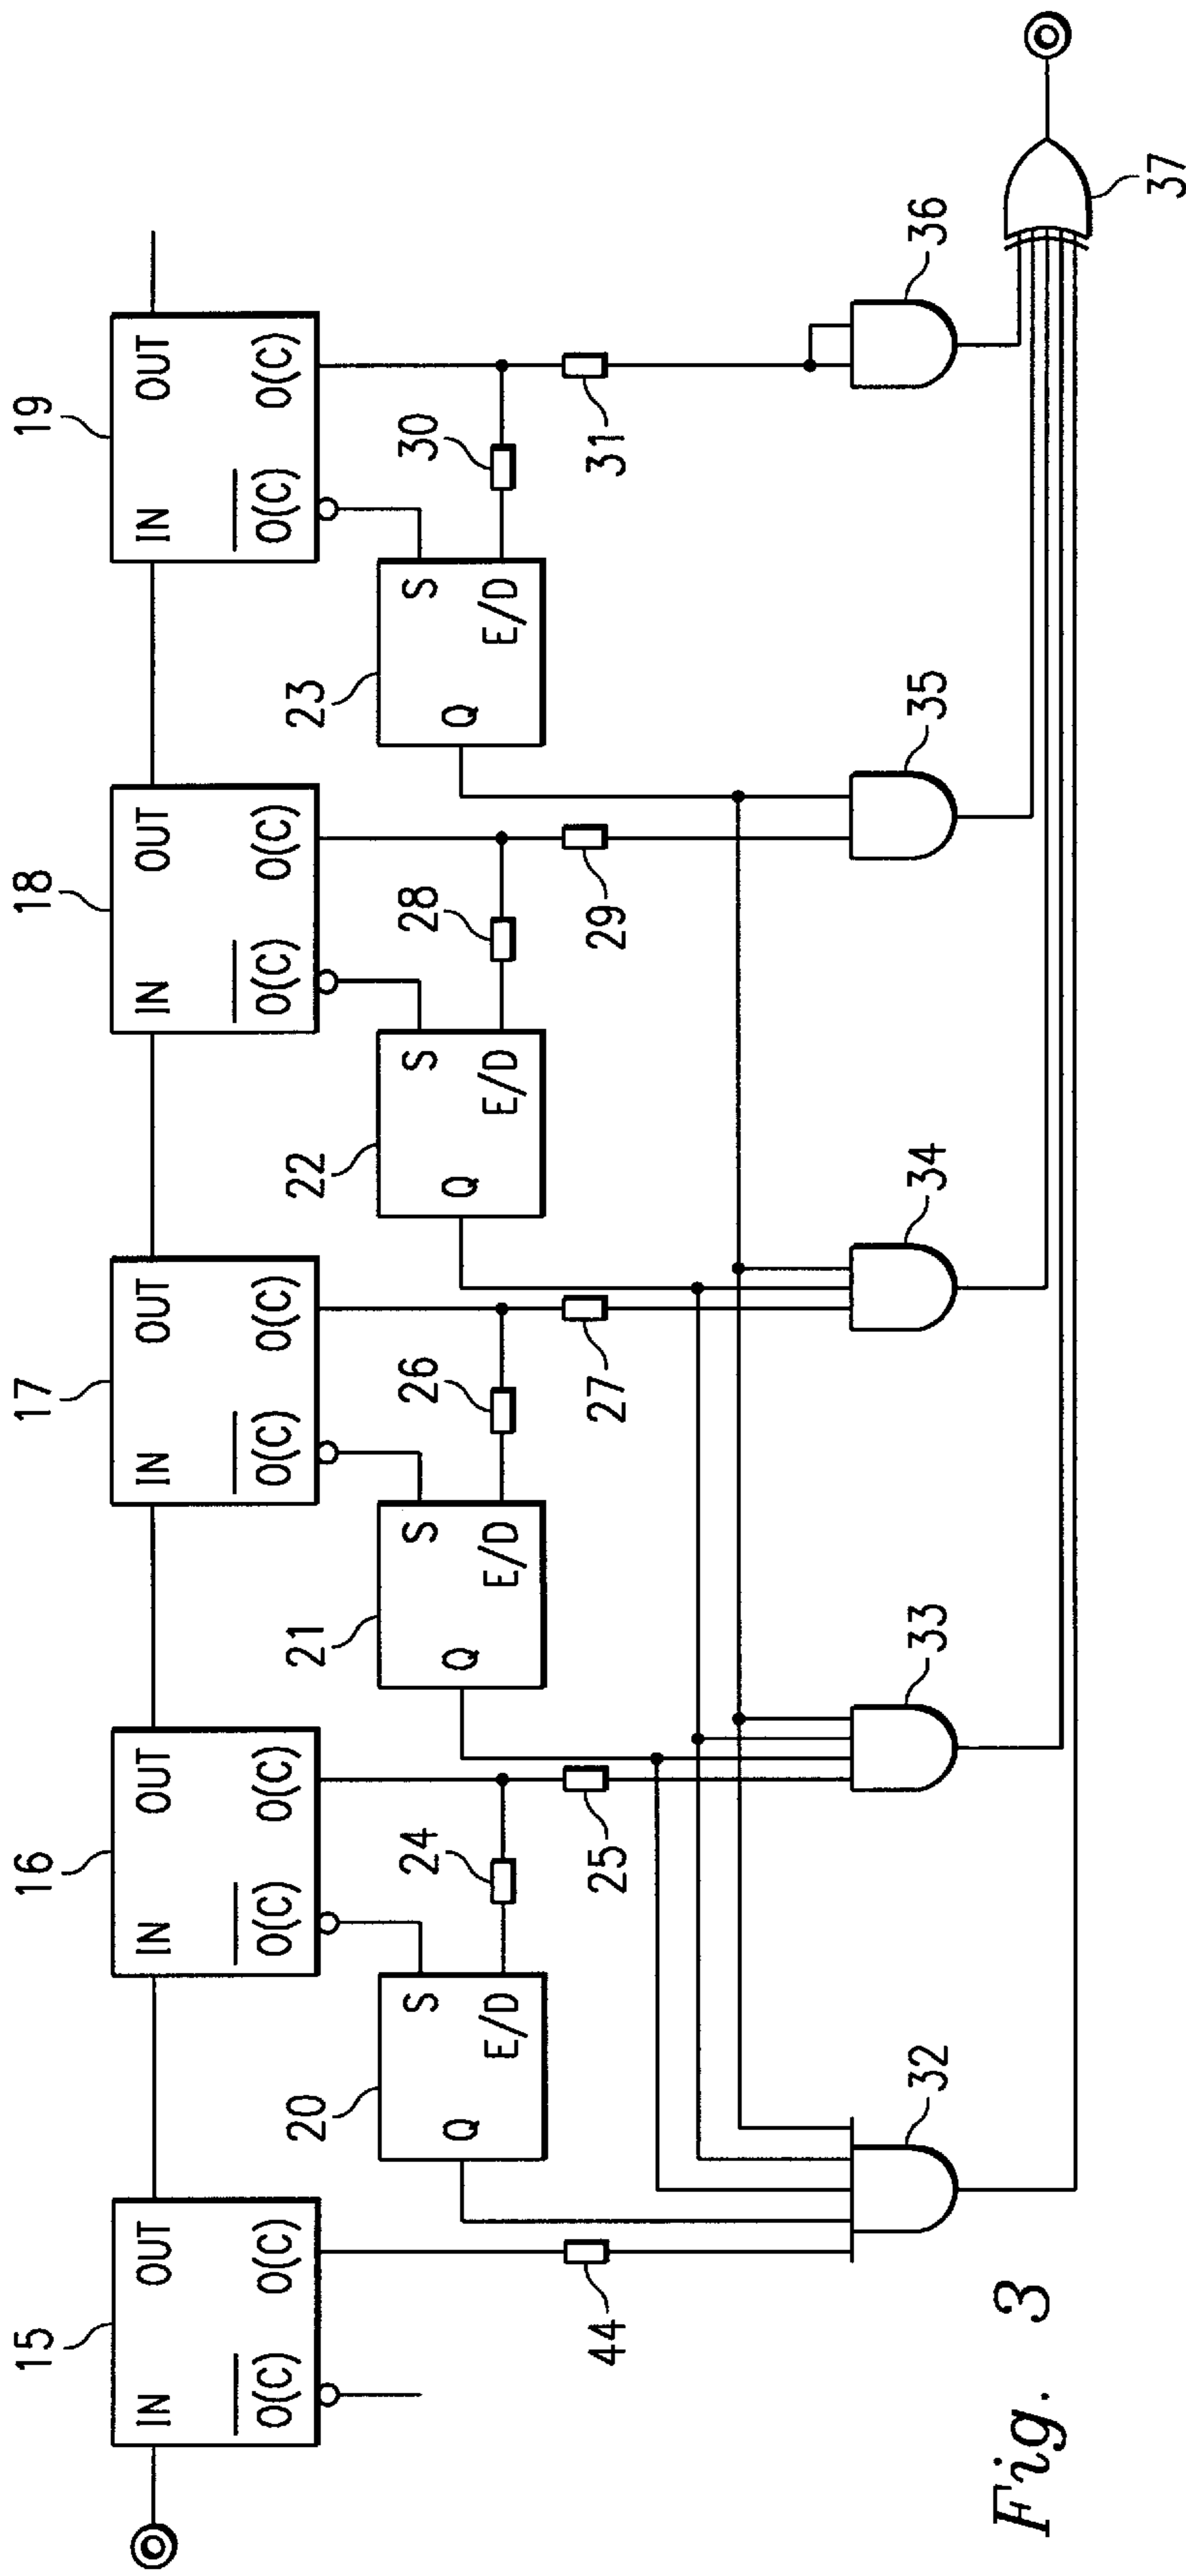 15
16
17
18
19
IN OUT
O(C) O(C)
IN OUT
O(C) O(C)
IN OUT
O(C) O(C)
IN OUT
O(C) O(C)
IN OUT
O(C) O(C)
20
21
22
23
S
Q
E/D
S
Q
E/D
S
Q
E/D
S
Q
E/D
24
26
28
30
44
25
27
29
31
32
33
34
35
36
37
Fig. 3